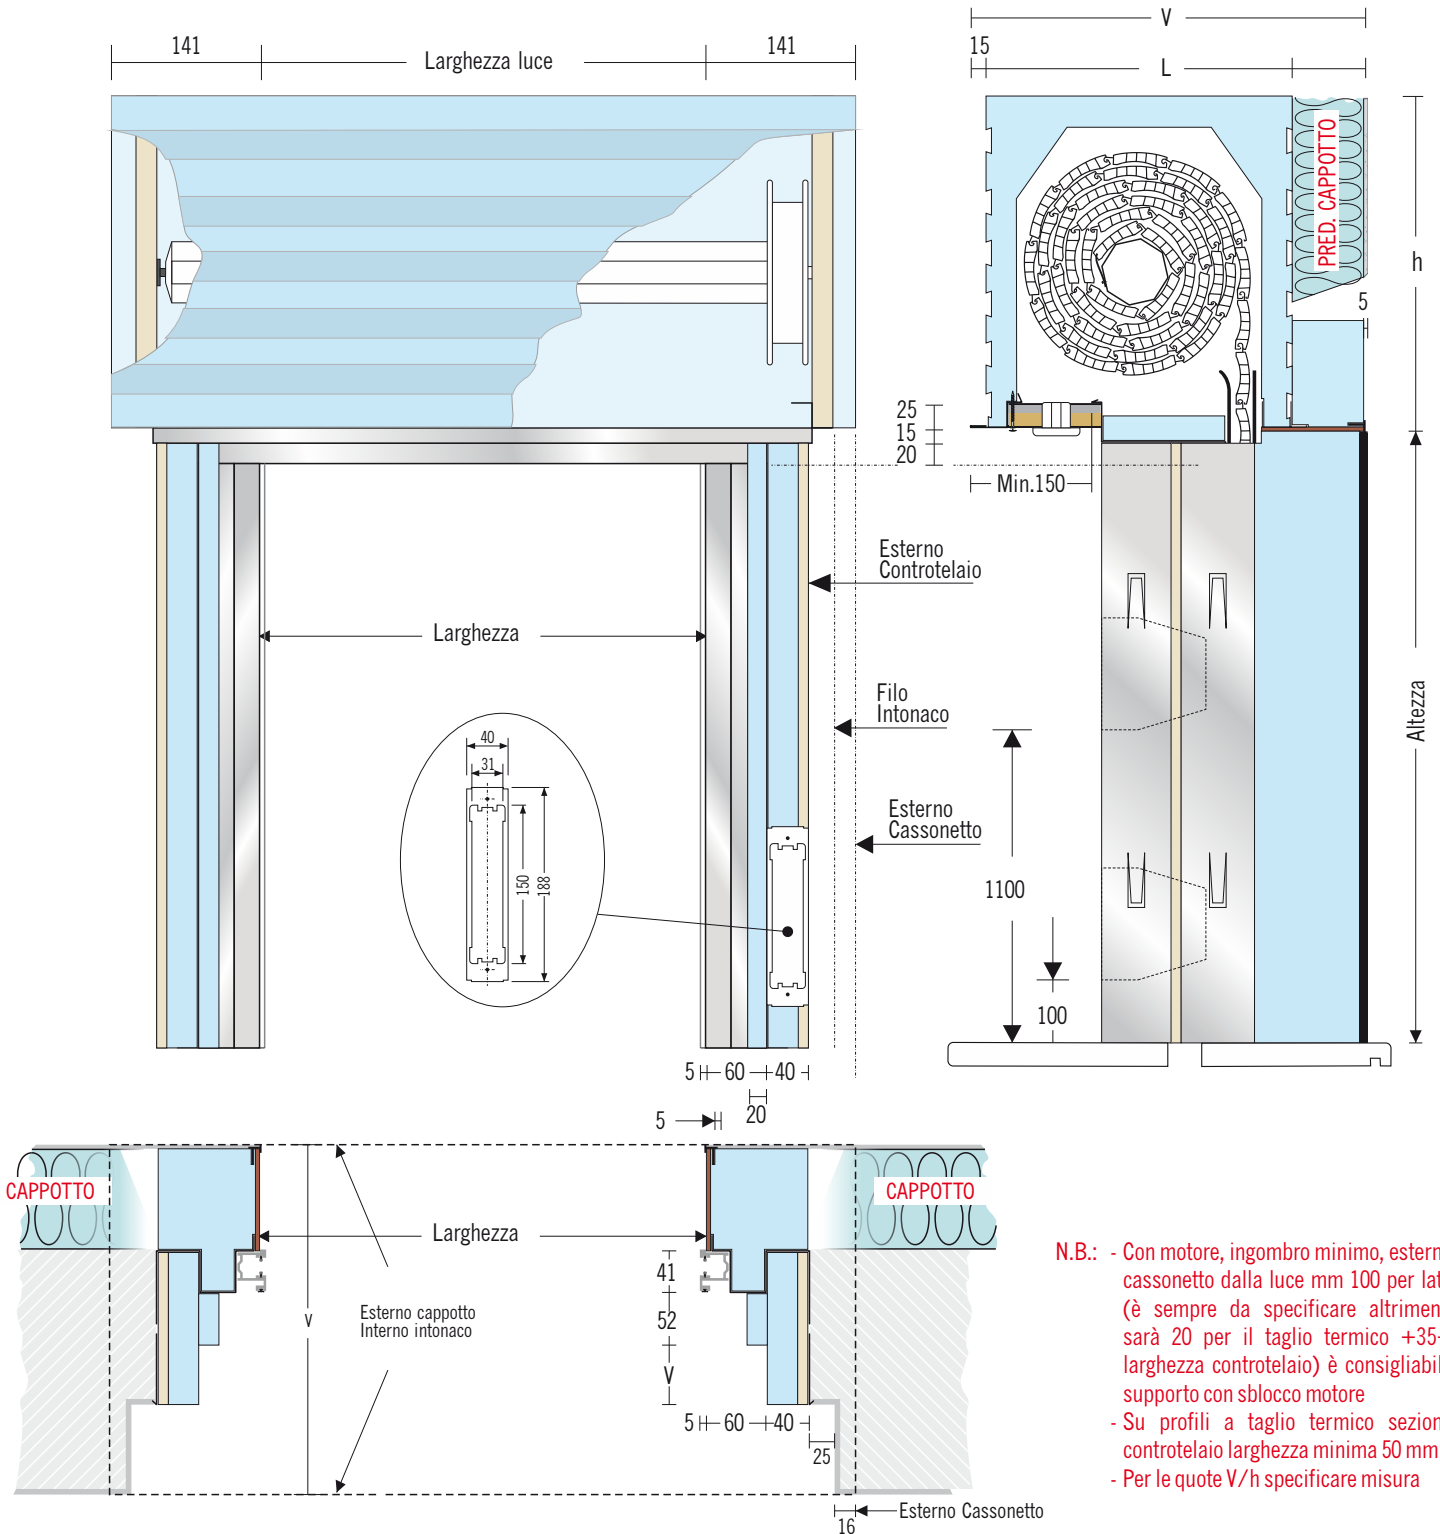 141
Larghezza luce
141
V
15
L
PRED. CAPPOTTO
h
5
25
15
20
Min.150
Esterno
Controtelaio
Larghezza
Filo
Intonaco
Altezza
40
31
150
188
Esterno
Cassonetto
1100
100
5
60
40
20
5
CAPPOTTO
CAPPOTTO
Larghezza
41
52
V
V
Esterno cappotto
Interno intonaco
5
60
40
25
16
Esterno Cassonetto
N.B.: - Con motore, ingombro minimo, estern
cassonetto dalla luce mm 100 per lat
(è sempre da specificare altrimen
sarà 20 per il taglio termico +35
larghezza controtelaio) è consigliabil
supporto con sblocco motore
- Su profili a taglio termico sezion
controtelaio larghezza minima 50 mm
- Per le quote V/h specificare misura